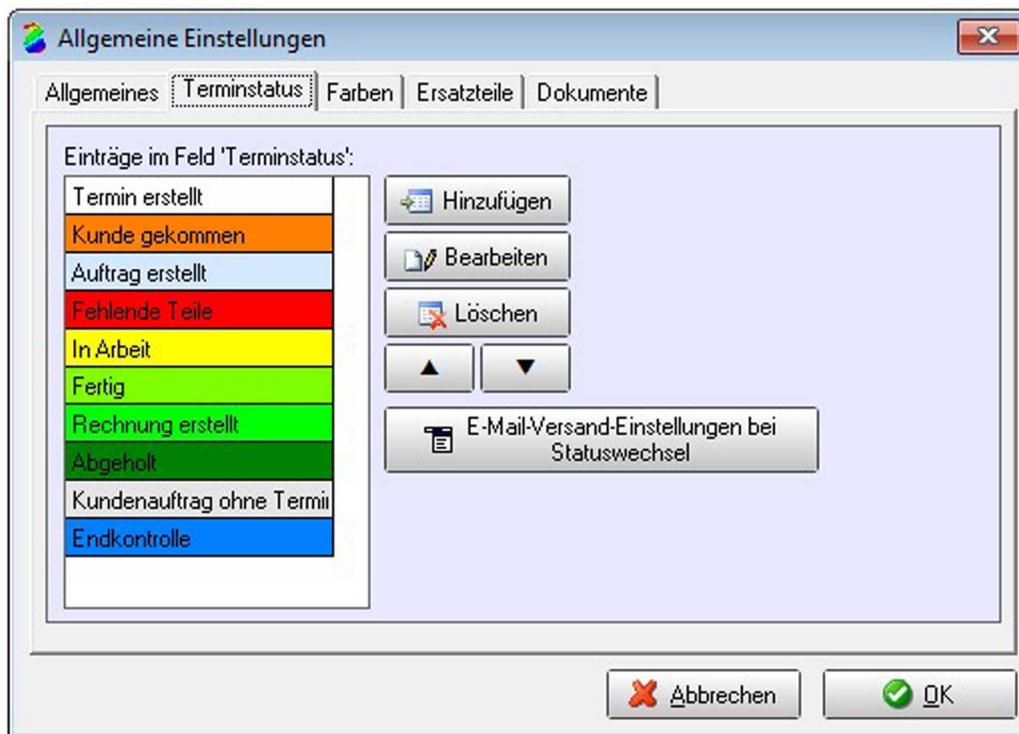 Allgemeine Einstellungen
Allgemeines Terminstatus Farben Ersatzteile Dokumente
Einträge im Feld 'Terminstatus':
Termin erstellt
Kunde gekommen
Auftrag erstellt
Fehlende Teile
In Arbeit
Fertig
Rechnung erstellt
Abgeholt
Kundenauftrag ohne Termi
Endkontrolle
Hinzufügen
Bearbeiten
Löschen
E-Mail-Versand-Einstellungen bei
Statuswechsel
Abbrechen
OK